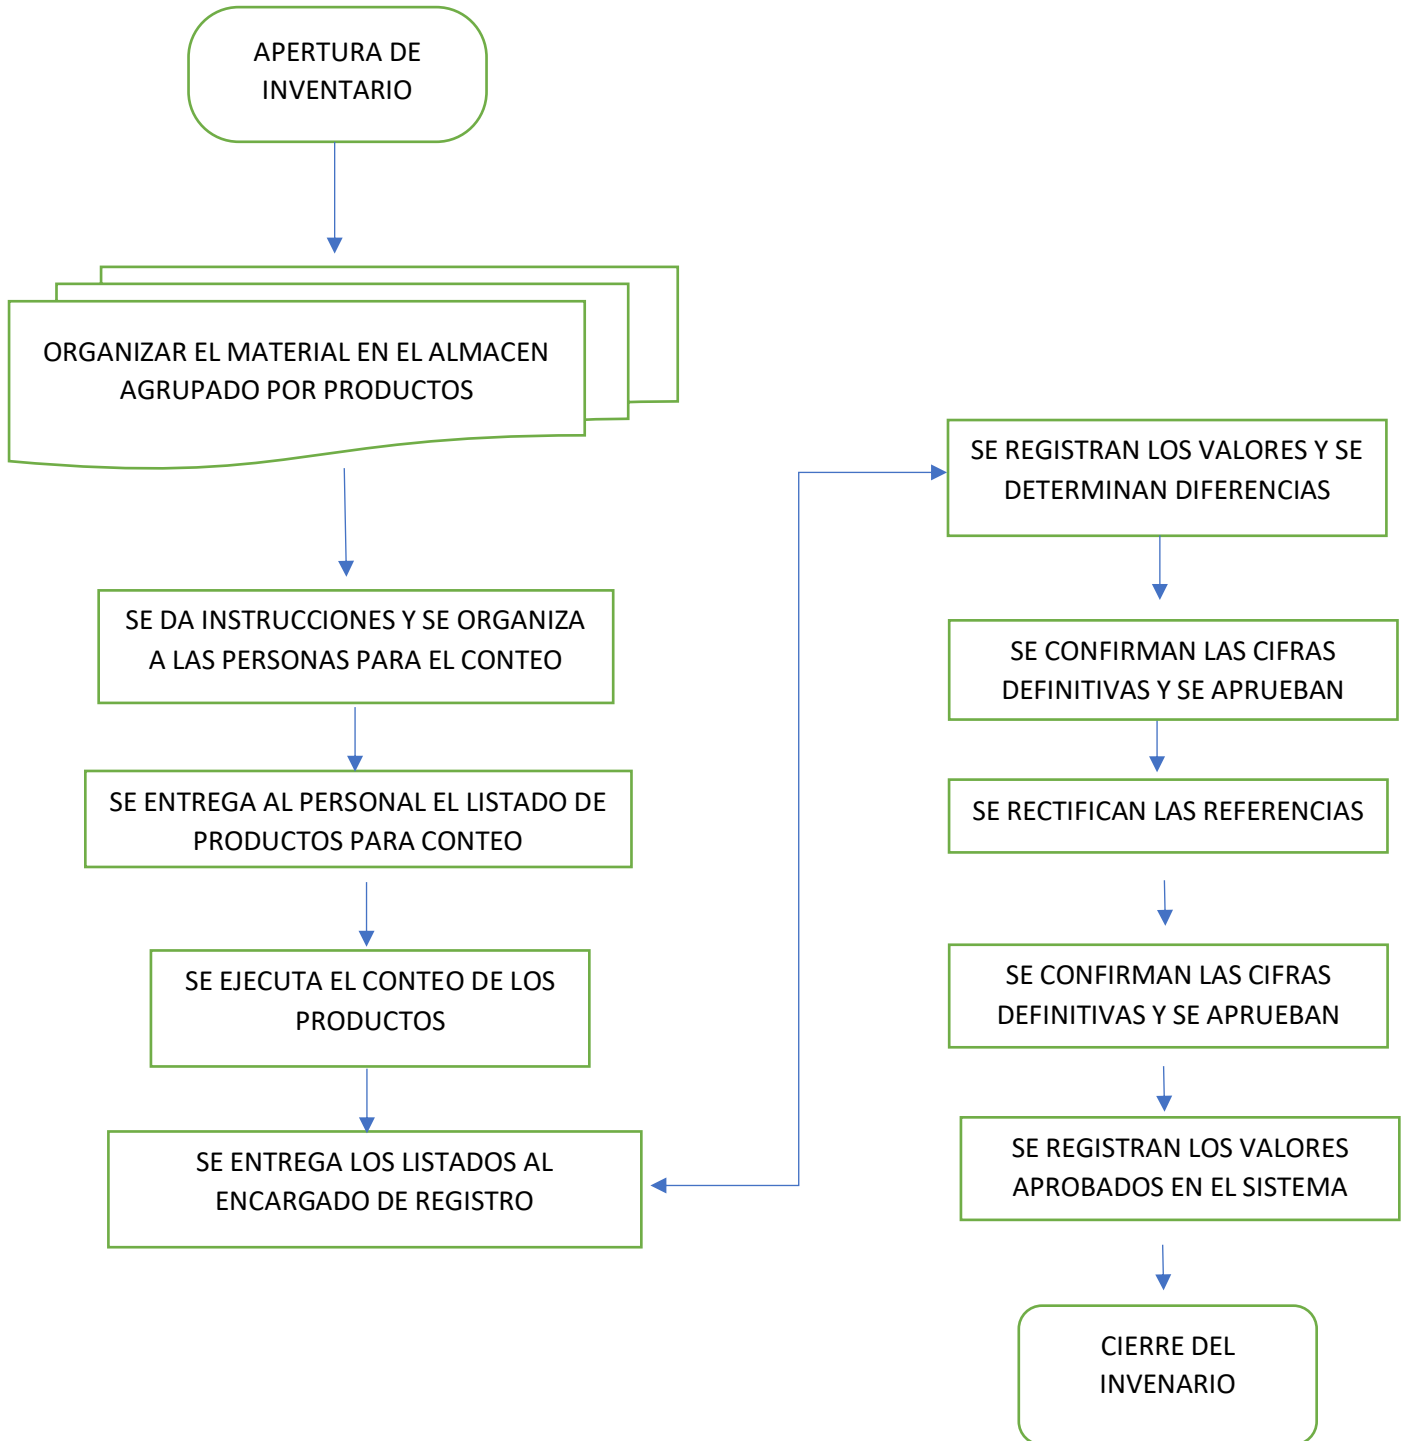 APERTURA DE
INVENTARIO
ORGANIZAR EL MATERIAL EN EL ALMACEN
AGRUPADO POR PRODUCTOS
SE DA INSTRUCCIONES Y SE ORGANIZA
A LAS PERSONAS PARA EL CONTEO
SE ENTREGA AL PERSONAL EL LISTADO DE
PRODUCTOS PARA CONTEO
SE EJECUTA EL CONTEO DE LOS
PRODUCTOS
SE ENTREGA LOS LISTADOS AL
ENCARGADO DE REGISTRO
SE REGISTRAN LOS VALORES Y SE
DETERMINAN DIFERENCIAS
SE CONFIRMAN LAS CIFRAS
DEFINITIVAS Y SE APRUEBAN
SE RECTIFICAN LAS REFERENCIAS
SE CONFIRMAN LAS CIFRAS
DEFINITIVAS Y SE APRUEBAN
SE REGISTRAN LOS VALORES
APROBADOS EN EL SISTEMA
CIERRE DEL
INVENARIO